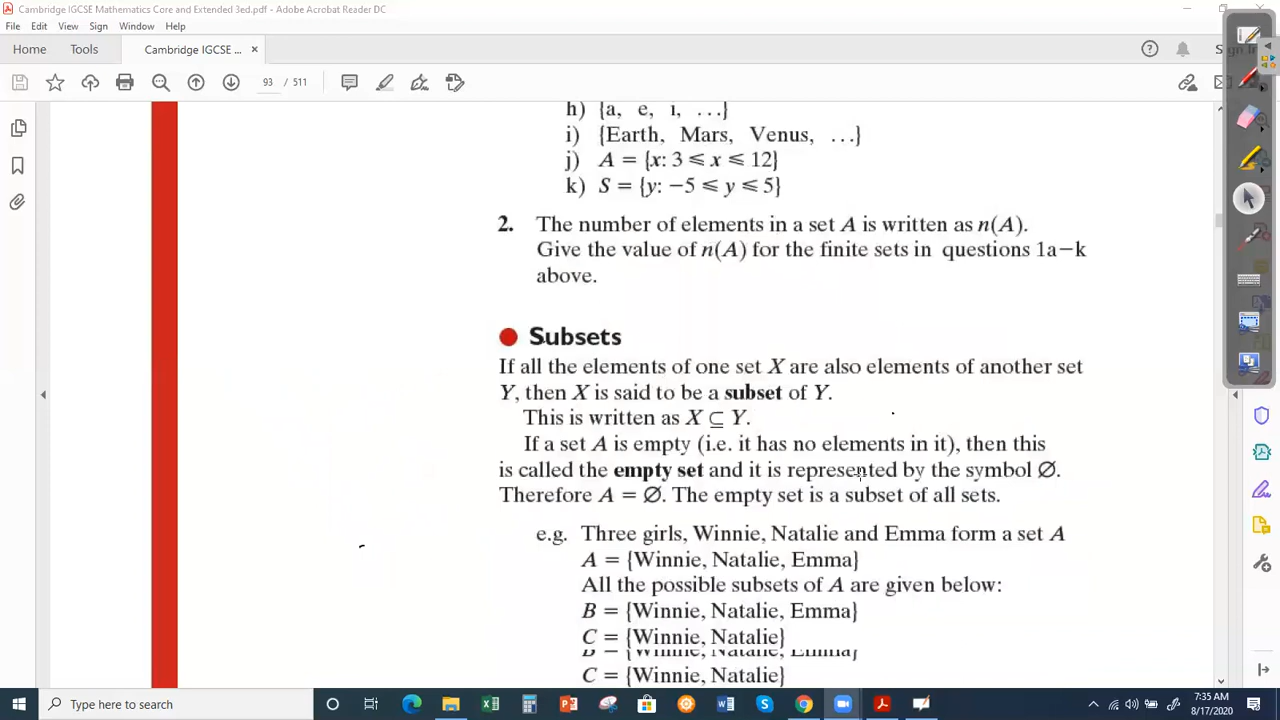 Cambridge IGCSE Mathematics Core and Extended 3ed.pdf - Adobe Acrobat Reader DC
File Edit View Sign Window Help
Home Tools Cambridge IGCSE ... ×
93 / 511
h) {a, e, i, ...}
i) {Earth, Mars, Venus, ...}
j) A = {x: 3 ⩽ x ⩽ 12}
k) S = {y: −5 ⩽ y ⩽ 5}
2. The number of elements in a set A is written as n(A).
Give the value of n(A) for the finite sets in questions 1a–k
above.
Subsets
If all the elements of one set X are also elements of another set
Y, then X is said to be a subset of Y.
This is written as X ⊆ Y.
If a set A is empty (i.e. it has no elements in it), then this
is called the empty set and it is represented by the symbol ∅.
Therefore A = ∅. The empty set is a subset of all sets.
e.g. Three girls, Winnie, Natalie and Emma form a set A
A = {Winnie, Natalie, Emma}
All the possible subsets of A are given below:
B = {Winnie, Natalie, Emma}
C = {Winnie, Natalie}
B = {Winnie, Natalie, Emma}
C = {Winnie, Natalie}
Type here to search
7:35 AM
8/17/2020